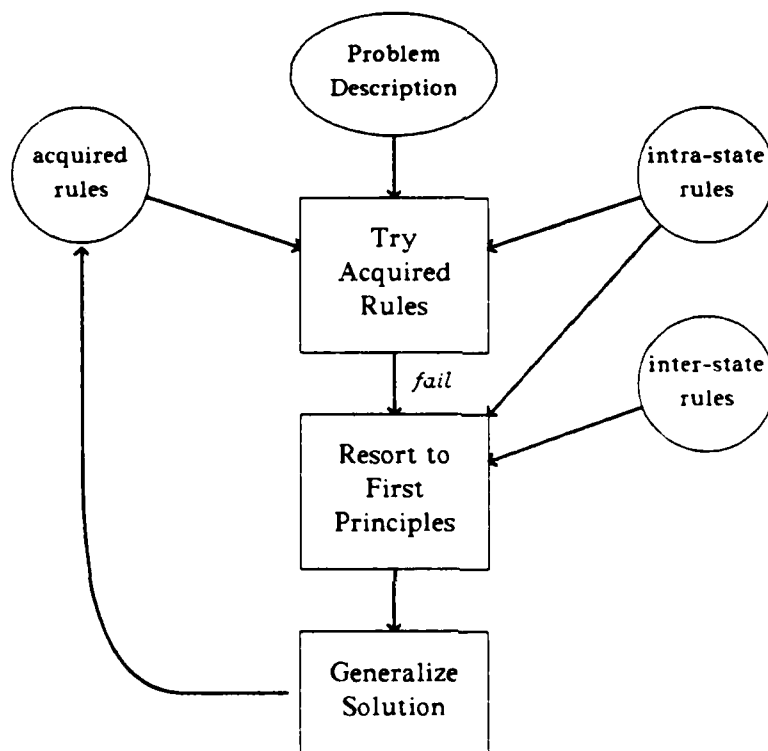 Problem
Description
acquired
rules
intra-state
rules
Try
Acquired
Rules
fail
inter-state
rules
Resort to
First
Principles
Generalize
Solution